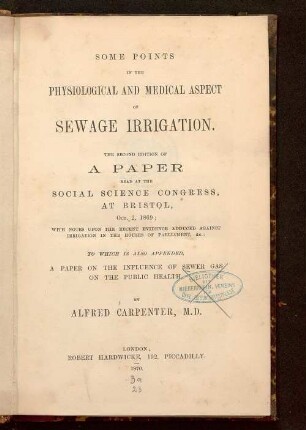 SOME POINTS
IN THE
PHYSIOLOGICAL AND MEDICAL ASPECT
OF
SEWAGE IRRIGATION.
THE SECOND EDITION OF
A PAPER
READ AT THE
SOCIAL SCIENCE CONGRESS,
AT BRISTOL,
OCT. 1, 1869;
WITH NOTES UPON THE RECENT EVIDENCE ADDUCED AGAINST
IRRIGATION IN THE HOUSES OF PARLIAMENT, &c.;
TO WHICH IS ALSO APPENDED,
A PAPER ON THE INFLUENCE OF SEWER GAS
ON THE PUBLIC HEALTH.
BY
ALFRED CARPENTER, M.D.
LONDON:
ROBERT HARDWICKE, 192, PICCADILLY.
1870.